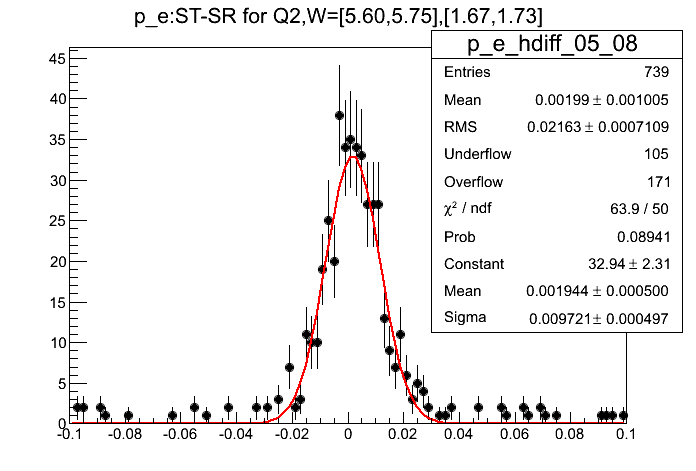 p_e:ST-SR for Q2,W=[5.60,5.75],[1.67,1.73]
p_e_hdiff_05_08
Entries 739
Mean 0.00199 ± 0.001005
RMS 0.02163 ± 0.0007109
Underflow 105
Overflow 171
χ² / ndf 63.9 / 50
Prob 0.08941
Constant 32.94 ± 2.31
Mean 0.001944 ± 0.000500
Sigma 0.009721 ± 0.000497
45
40
35
30
25
20
15
10
5
0
-0.1 -0.08 -0.06 -0.04 -0.02 0 0.02 0.04 0.06 0.08 0.1